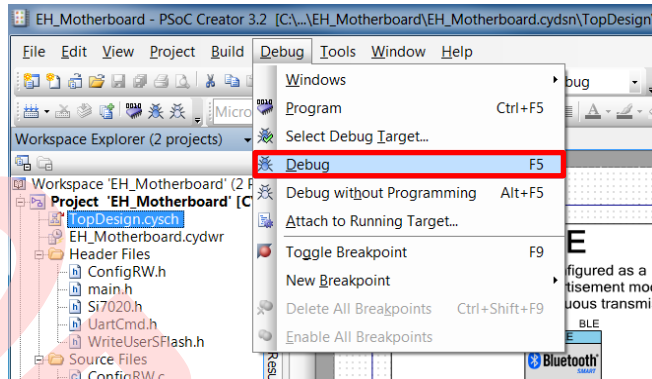 EH_Motherboard - PSoC Creator 3.2 [C:\...\EH_Motherboard\EH_Motherboard.cydsn\TopDesign
File Edit View Project Build Debug Tools Window Help
Windows
bug
Program Ctrl+F5
Micro
Select Debug Target...
Workspace Explorer (2 projects)
Debug F5
Workspace 'EH_Motherboard' (2 P
Debug without Programming Alt+F5
Project 'EH_Motherboard' [C
TopDesign.cysch
Attach to Running Target...
EH_Motherboard.cydwr
Toggle Breakpoint F9
E
Header Files
ConfigRW.h
New Breakpoint
figured as a
main.h
tisement mo
Si7020.h
Delete All Breakpoints Ctrl+Shift+F9
uous transmi
UartCmd.h
BLE
WriteUserSFlash.h
Enable All Breakpoints
E
Source Files
Resu
Bluetooth
SMART
ConfigRW.c